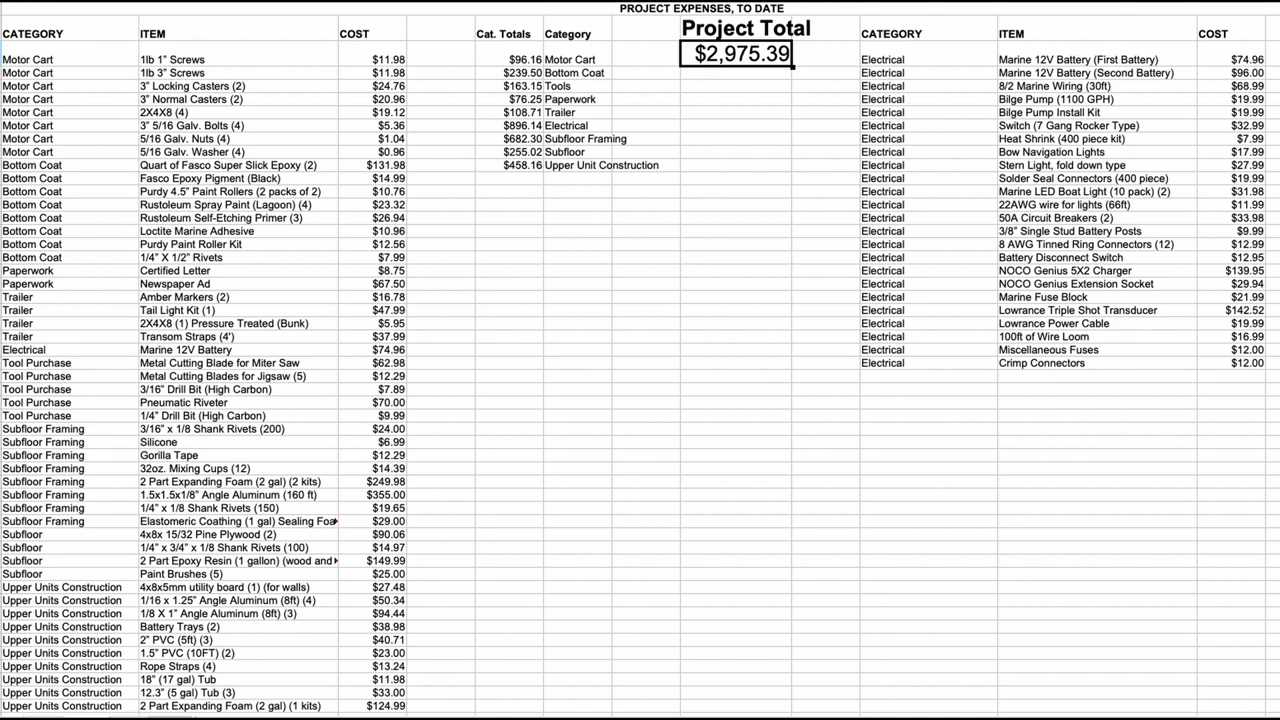 PROJECT EXPENSES, TO DATE
CATEGORY ITEM COST Cat. Totals Category Project Total CATEGORY ITEM COST
$2,975.39
Motor Cart 1lb 1" Screws $11.98 $96.16 Motor Cart Electrical Marine 12V Battery (First Battery) $74.96
Motor Cart 1lb 3" Screws $11.98 $239.50 Bottom Coat Electrical Marine 12V Battery (Second Battery) $96.00
Motor Cart 3" Locking Casters (2) $24.76 $163.15 Tools Electrical 8/2 Marine Wiring (30ft) $68.99
Motor Cart 3" Normal Casters (2) $20.96 $76.25 Paperwork Electrical Bilge Pump (1100 GPH) $19.99
Motor Cart 2X4X8 (4) $19.12 $108.71 Trailer Electrical Bilge Pump Install Kit $19.99
Motor Cart 3" 5/16 Galv. Bolts (4) $5.36 $896.14 Electrical Electrical Switch (7 Gang Rocker Type) $32.99
Motor Cart 5/16 Galv. Nuts (4) $1.04 $682.30 Subfloor Framing Electrical Heat Shrink (400 piece kit) $7.99
Motor Cart 5/16 Galv. Washer (4) $0.96 $255.02 Subfloor Electrical Bow Navigation Lights $17.99
Bottom Coat Quart of Fasco Super Slick Epoxy (2) $131.98 $458.16 Upper Unit Construction Electrical Stern Light, fold down type $27.99
Bottom Coat Fasco Epoxy Pigment (Black) $14.99 Electrical Solder Seal Connectors (400 piece) $19.99
Bottom Coat Purdy 4.5" Paint Rollers (2 packs of 2) $10.76 Electrical Marine LED Boat Light (10 pack) (2) $31.98
Bottom Coat Rustoleum Spray Paint (Lagoon) (4) $23.32 Electrical 22AWG wire for lights (66ft) $11.99
Bottom Coat Rustoleum Self-Etching Primer (3) $26.94 Electrical 50A Circuit Breakers (2) $33.98
Bottom Coat Loctite Marine Adhesive $10.96 Electrical 3/8" Single Stud Battery Posts $9.99
Bottom Coat Purdy Paint Roller Kit $12.56 Electrical 8 AWG Tinned Ring Connectors (12) $12.99
Bottom Coat 1/4" X 1/2" Rivets $7.99 Electrical Battery Disconnect Switch $12.95
Paperwork Certified Letter $8.75 Electrical NOCO Genius 5X2 Charger $139.95
Paperwork Newspaper Ad $67.50 Electrical NOCO Genius Extension Socket $29.94
Trailer Amber Markers (2) $16.78 Electrical Marine Fuse Block $21.99
Trailer Tail Light Kit (1) $47.99 Electrical Lowrance Triple Shot Transducer $142.52
Trailer 2X4X8 (1) Pressure Treated (Bunk) $5.95 Electrical Lowrance Power Cable $19.99
Trailer Transom Straps (4') $37.99 Electrical 100ft of Wire Loom $16.99
Electrical Marine 12V Battery $74.96 Electrical Miscellaneous Fuses $12.00
Tool Purchase Metal Cutting Blade for Miter Saw $62.98 Electrical Crimp Connectors $12.00
Tool Purchase Metal Cutting Blades for Jigsaw (5) $12.29
Tool Purchase 3/16" Drill Bit (High Carbon) $7.89
Tool Purchase Pneumatic Riveter $70.00
Tool Purchase 1/4" Drill Bit (High Carbon) $9.99
Subfloor Framing 3/16" x 1/8 Shank Rivets (200) $24.00
Subfloor Framing Silicone $6.99
Subfloor Framing Gorilla Tape $12.29
Subfloor Framing 32oz. Mixing Cups (12) $14.39
Subfloor Framing 2 Part Expanding Foam (2 gal) (2 kits) $249.98
Subfloor Framing 1.5x1.5x1/8" Angle Aluminum (160 ft) $355.00
Subfloor Framing 1/4" x 1/8 Shank Rivets (150) $19.65
Subfloor Framing Elastomeric Coathing (1 gal) Sealing Foa $29.00
Subfloor 4x8x 15/32 Pine Plywood (2) $90.06
Subfloor 1/4" x 3/4" x 1/8 Shank Rivets (100) $14.97
Subfloor 2 Part Epoxy Resin (1 gallon) (wood and $149.99
Subfloor Paint Brushes (5) $25.00
Upper Units Construction 4x8x5mm utility board (1) (for walls) $27.48
Upper Units Construction 1/16 x 1.25" Angle Aluminum (8ft) (4) $50.34
Upper Units Construction 1/8 X 1" Angle Aluminum (8ft) (3) $94.44
Upper Units Construction Battery Trays (2) $38.98
Upper Units Construction 2" PVC (5ft) (3) $40.71
Upper Units Construction 1.5" PVC (10FT) (2) $23.00
Upper Units Construction Rope Straps (4) $13.24
Upper Units Construction 18" (17 gal) Tub $11.98
Upper Units Construction 12.3" (5 gal) Tub (3) $33.00
Upper Units Construction 2 Part Expanding Foam (2 gal) (1 kits) $124.99